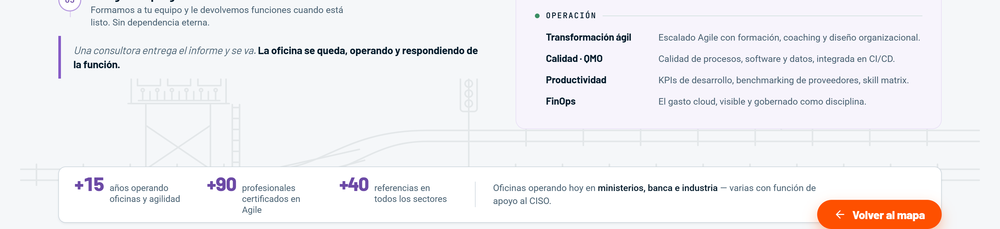 Formamos a tu equipo y le devolvemos funciones cuando está
listo. Sin dependencia eterna.
Una consultora entrega el informe y se va. La oficina se queda, operando y respondiendo de
la función.
OPERACIÓN
Transformación ágil Escalado Agile con formación, coaching y diseño organizacional.
Calidad · QMO Calidad de procesos, software y datos, integrada en CI/CD.
Productividad KPIs de desarrollo, benchmarking de proveedores, skill matrix.
FinOps El gasto cloud, visible y gobernado como disciplina.
+15 años operando
oficinas y agilidad
+90 profesionales
certificados en
Agile
+40 referencias en
todos los sectores
Oficinas operando hoy en ministerios, banca e industria — varias con función de
apoyo al CISO.
← Volver al mapa